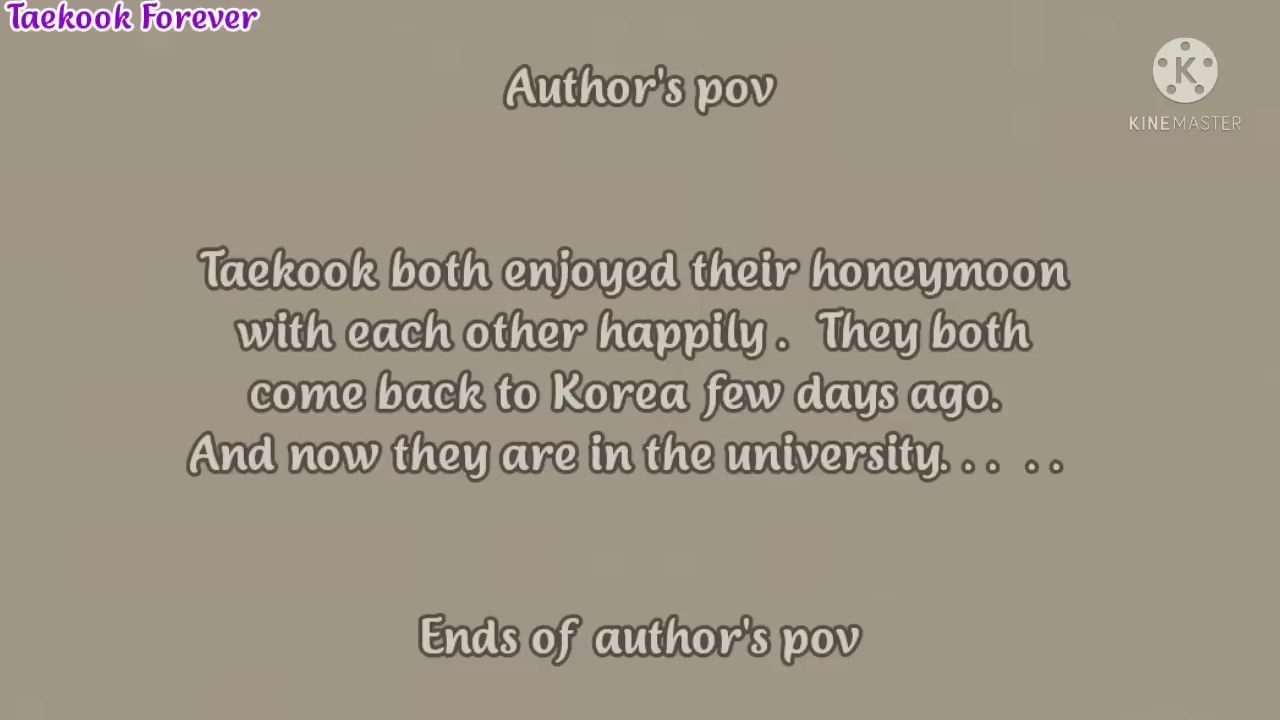 Taekook Forever
Author's pov
KINEMASTER
Taekook both enjoyed their honeymoon
with each other happily . They both
come back to Korea few days ago.
And now they are in the university. . . . .
Ends of author's pov